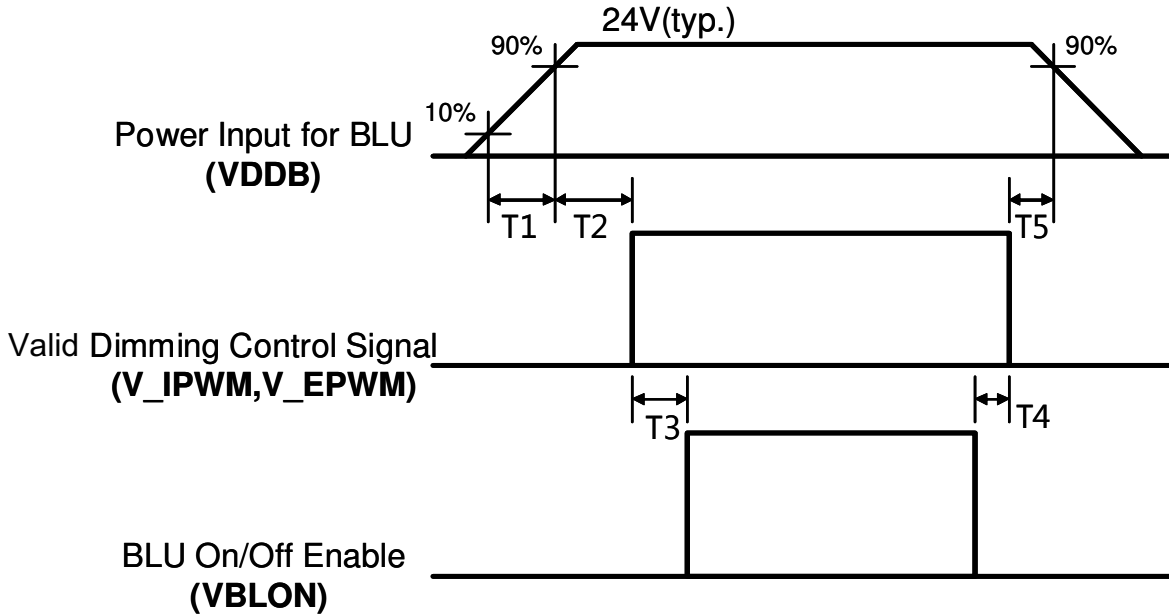 24V(typ.)
90%
90%
10%
Power Input for BLU
(VDDB)
T1
T2
T5
Valid Dimming Control Signal
(V_IPWM,V_EPWM)
T3
T4
BLU On/Off Enable
(VBLON)